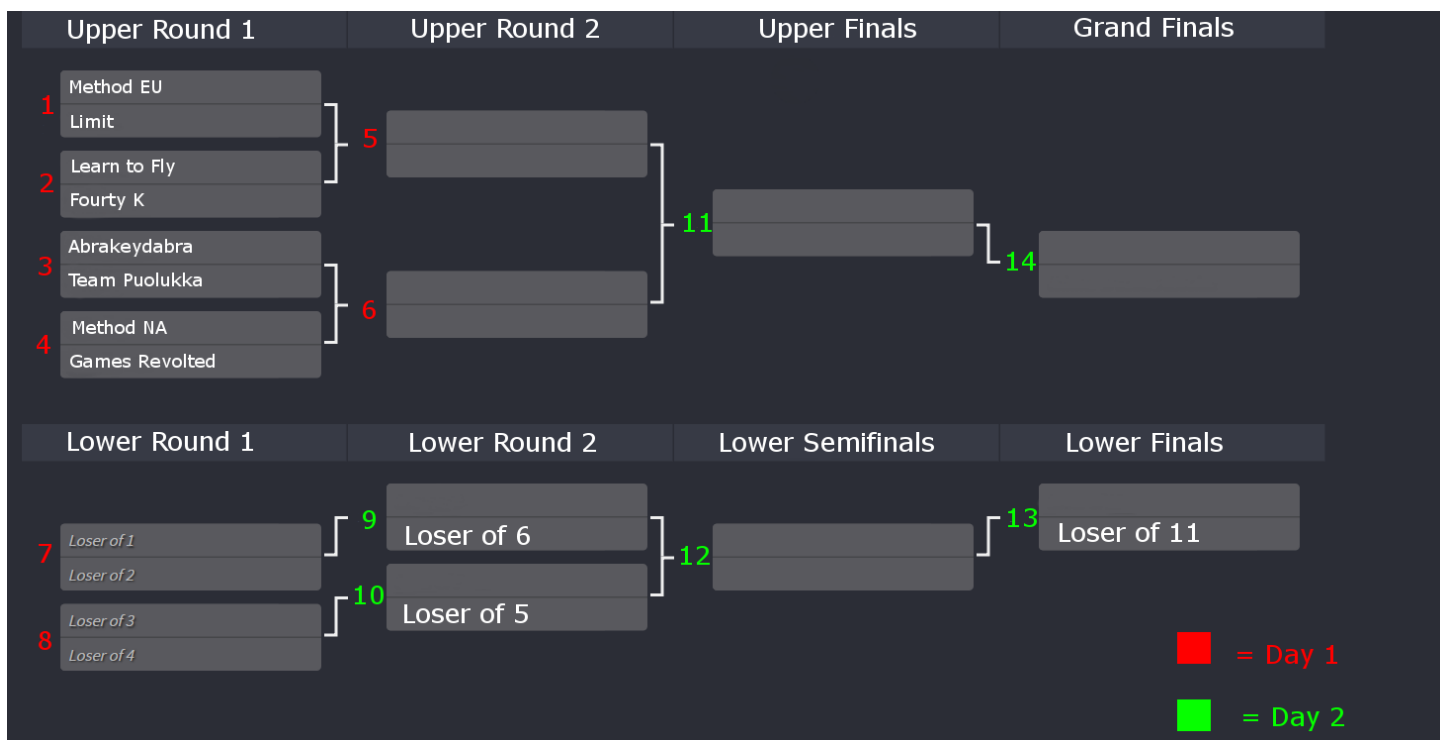 Upper Round 1
Upper Round 2
Upper Finals
Grand Finals
1
Method EU
Limit
2
Learn to Fly
Fourty K
3
Abrakeydabra
Team Puolukka
4
Method NA
Games Revolted
5
6
11
14
Lower Round 1
Lower Round 2
Lower Semifinals
Lower Finals
7
Loser of 1
Loser of 2
8
Loser of 3
Loser of 4
9
Loser of 6
10
Loser of 5
12
13
Loser of 11
= Day 1
= Day 2